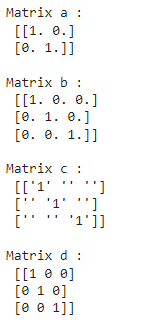 Matrix a :
[[1. 0.]
[0. 1.]]
Matrix b :
[[1. 0. 0.]
[0. 1. 0.]
[0. 0. 1.]]
Matrix c :
[['1' '' '']
['' '1' '']
['' '' '1']]
Matrix d :
[[1 0 0]
[0 1 0]
[0 0 1]]